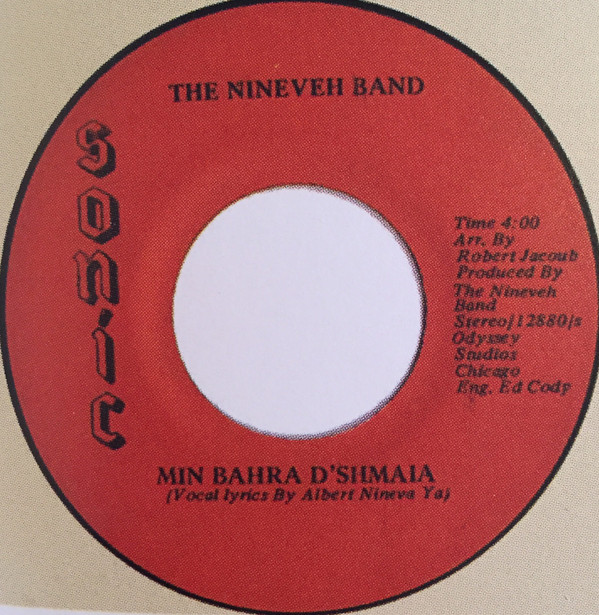 THE NINEVEH BAND
sonic
Time 4:00
Arr. By
Robert Jacoub
Produced By
The Nineveh
Band
Stereo/12880/s
Odyssey
Studios
Chicago
Eng. Ed Cody
MIN BAHRA D'SHMAIA
(Vocal lyrics By Albert Nineva Ya)